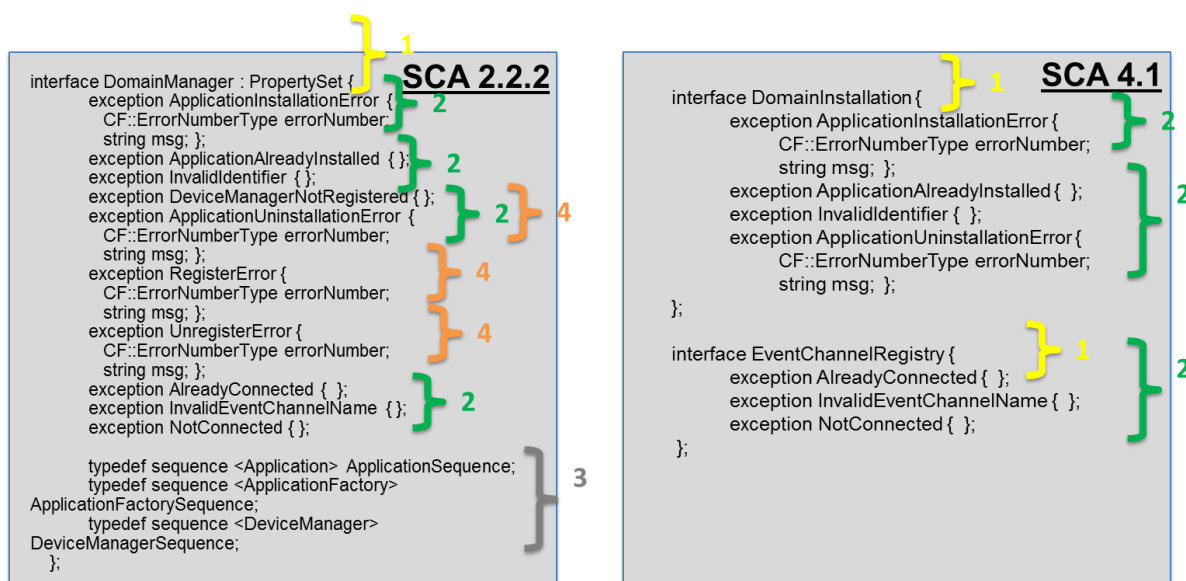 1
SCA 2.2.2
interface DomainManager : PropertySet {
exception ApplicationInstallationError {
CF::ErrorNumberType errorNumber;
string msg; };
2
exception ApplicationAlreadyInstalled { };
exception InvalidIdentifier { };
2
exception DeviceManagerNotRegistered { };
exception ApplicationUninstallationError {
CF::ErrorNumberType errorNumber;
string msg; };
2
4
exception RegisterError {
CF::ErrorNumberType errorNumber;
string msg; };
4
exception UnregisterError {
CF::ErrorNumberType errorNumber;
string msg; };
4
exception AlreadyConnected { };
exception InvalidEventChannelName { };
exception NotConnected { };
2
typedef sequence <Application> ApplicationSequence;
typedef sequence <ApplicationFactory>
ApplicationFactorySequence;
typedef sequence <DeviceManager>
DeviceManagerSequence;
};
3
SCA 4.1
1
interface DomainInstallation {
exception ApplicationInstallationError {
CF::ErrorNumberType errorNumber;
string msg; };
2
exception ApplicationAlreadyInstalled { };
exception InvalidIdentifier { };
exception ApplicationUninstallationError {
CF::ErrorNumberType errorNumber;
string msg; };
2
};
interface EventChannelRegistry {
1
exception AlreadyConnected { };
exception InvalidEventChannelName { };
exception NotConnected { };
2
};